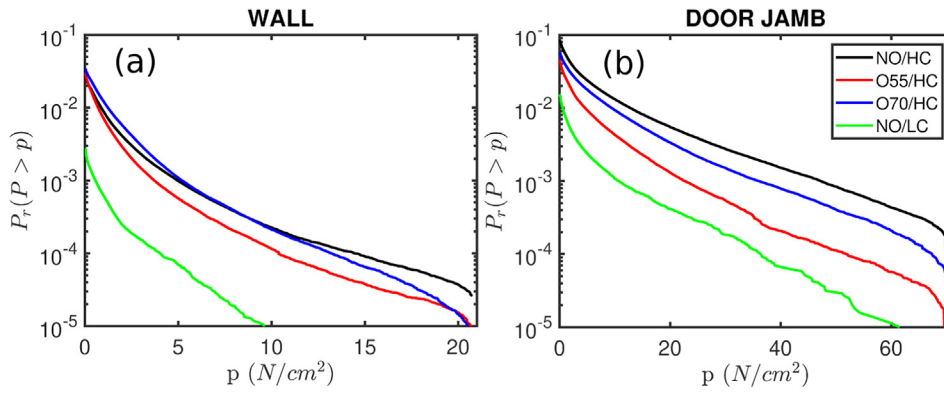 WALL
(a)
10^-1
10^-2
10^-3
10^-4
10^-5
P_r(P > p)
0 5 10 15 20
p (N/cm^2)
DOOR JAMB
(b)
NO/HC
O55/HC
O70/HC
NO/LC
10^-1
10^-2
10^-3
10^-4
10^-5
P_r(P > p)
0 20 40 60
p (N/cm^2)